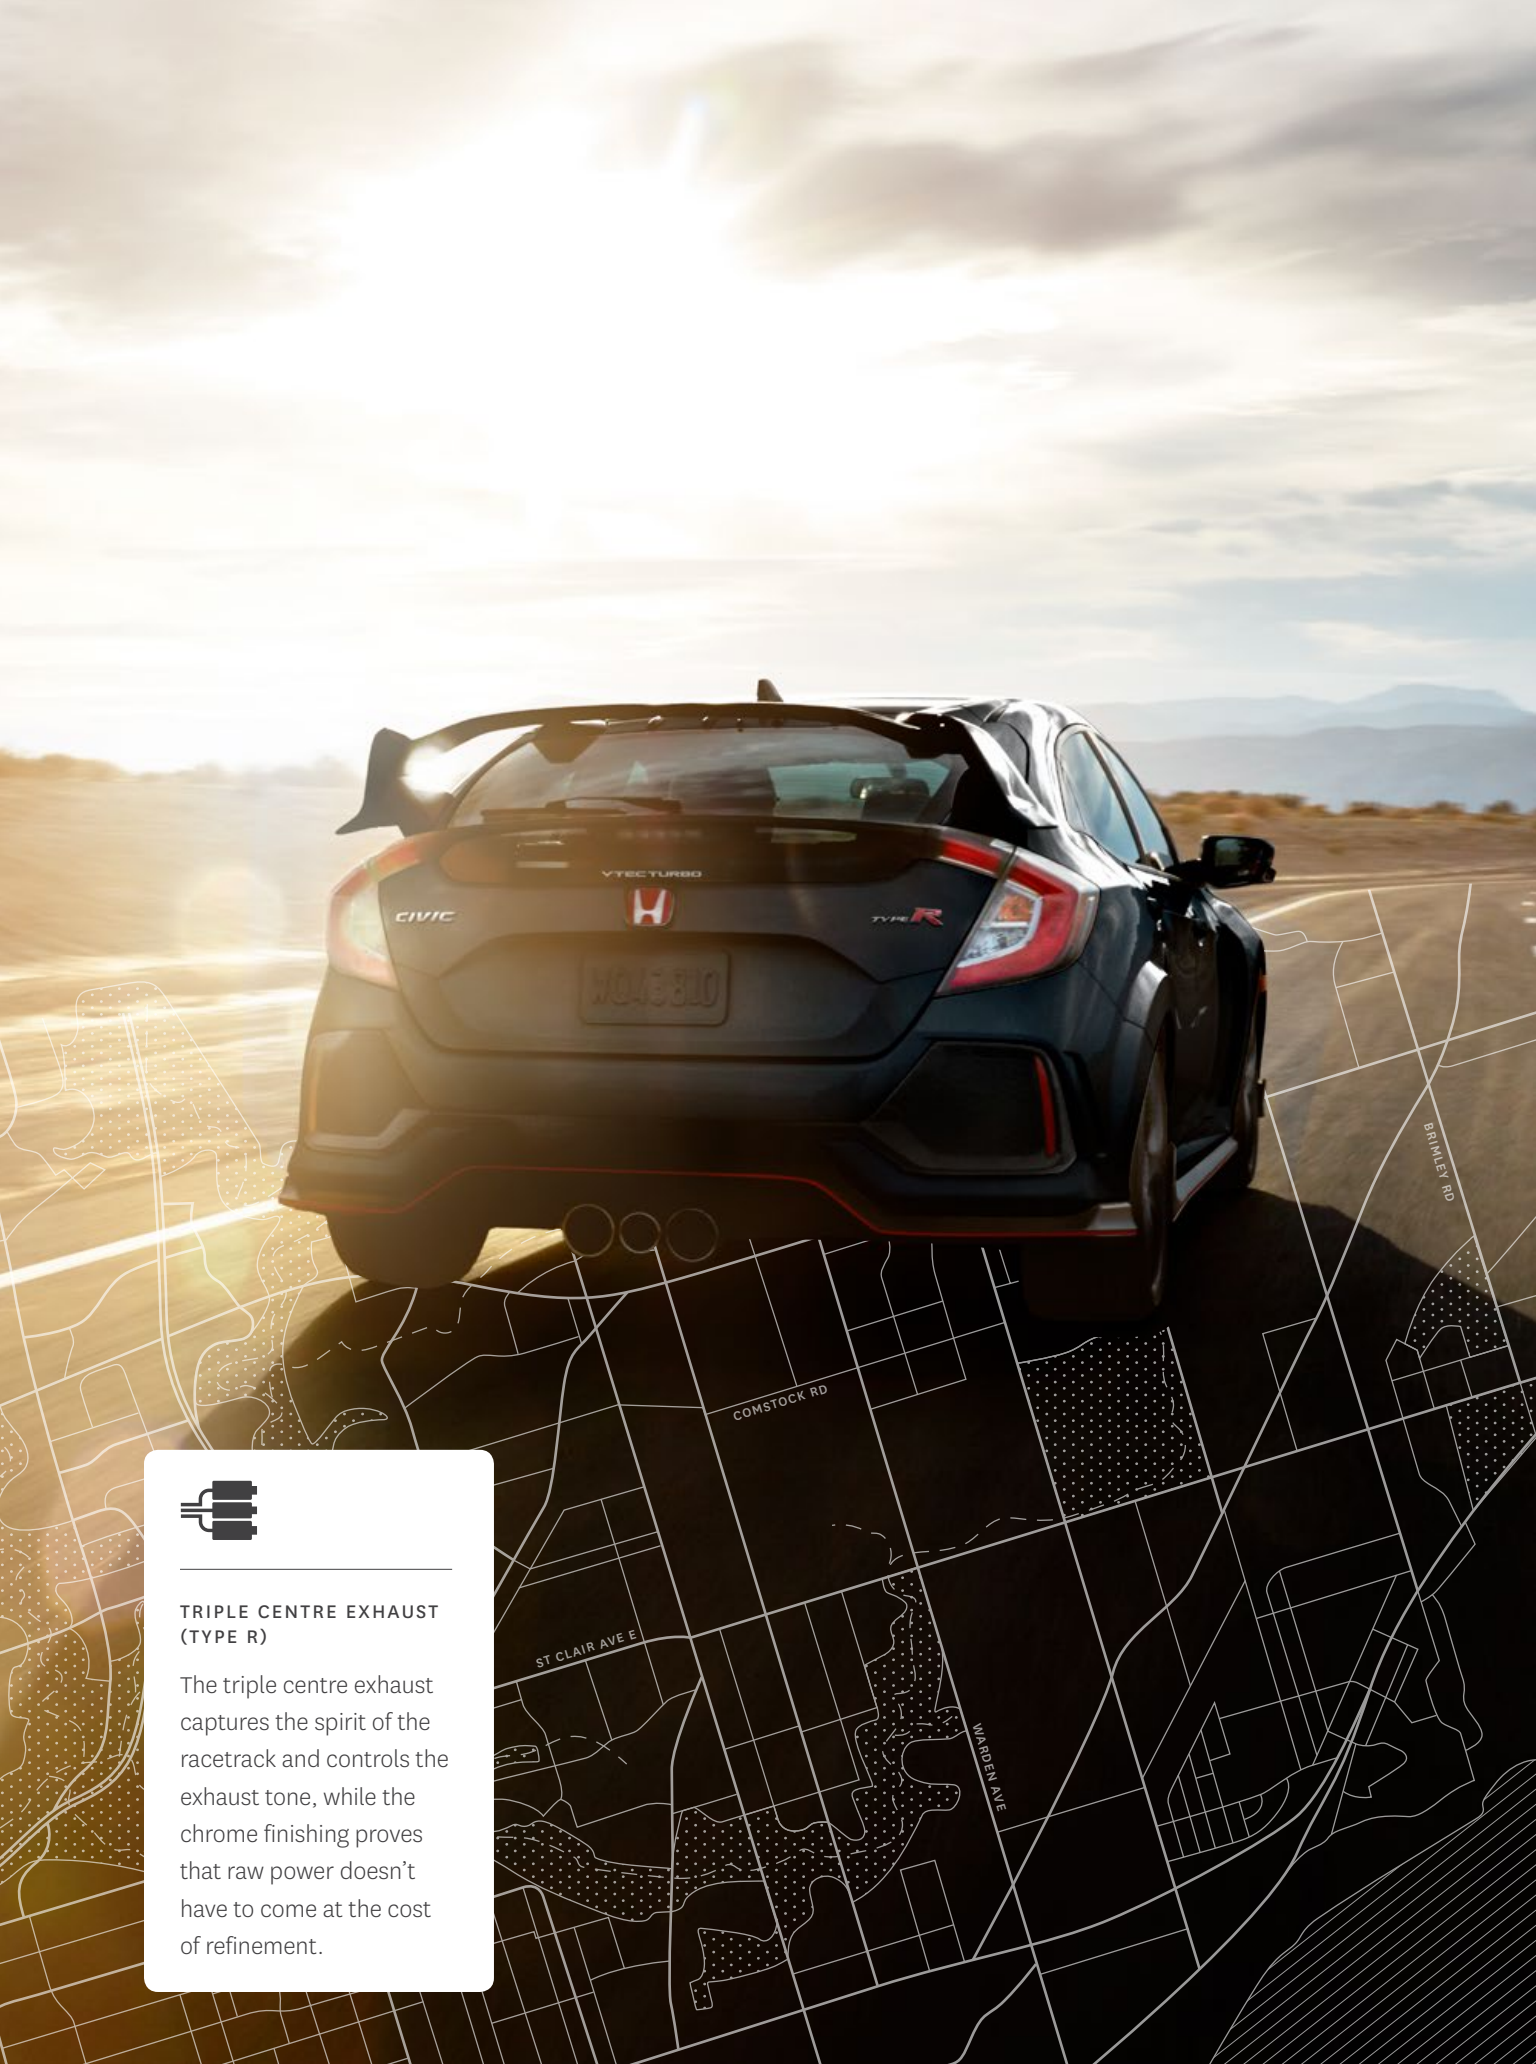 VTEC TURBO
CIVIC
TYPE R
BRIMLEY RD
COMSTOCK RD
ST CLAIR AVE E
WARDEN AVE
TRIPLE CENTRE EXHAUST
(TYPE R)
The triple centre exhaust
captures the spirit of the
racetrack and controls the
exhaust tone, while the
chrome finishing proves
that raw power doesn’t
have to come at the cost
of refinement.